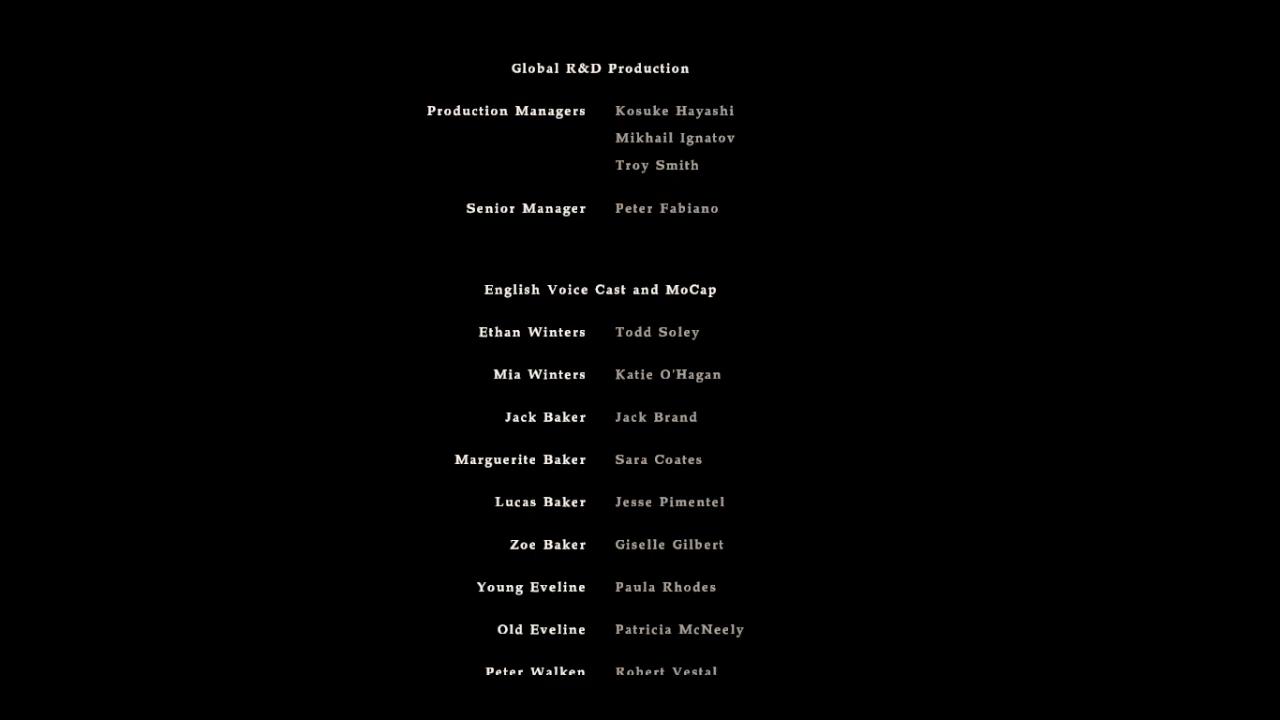 Global R&D Production
Production Managers Kosuke Hayashi
Mikhail Ignatov
Troy Smith
Senior Manager Peter Fabiano
English Voice Cast and MoCap
Ethan Winters Todd Soley
Mia Winters Katie O'Hagan
Jack Baker Jack Brand
Marguerite Baker Sara Coates
Lucas Baker Jesse Pimentel
Zoe Baker Giselle Gilbert
Young Eveline Paula Rhodes
Old Eveline Patricia McNeely
Peter Walken Robert Vestal